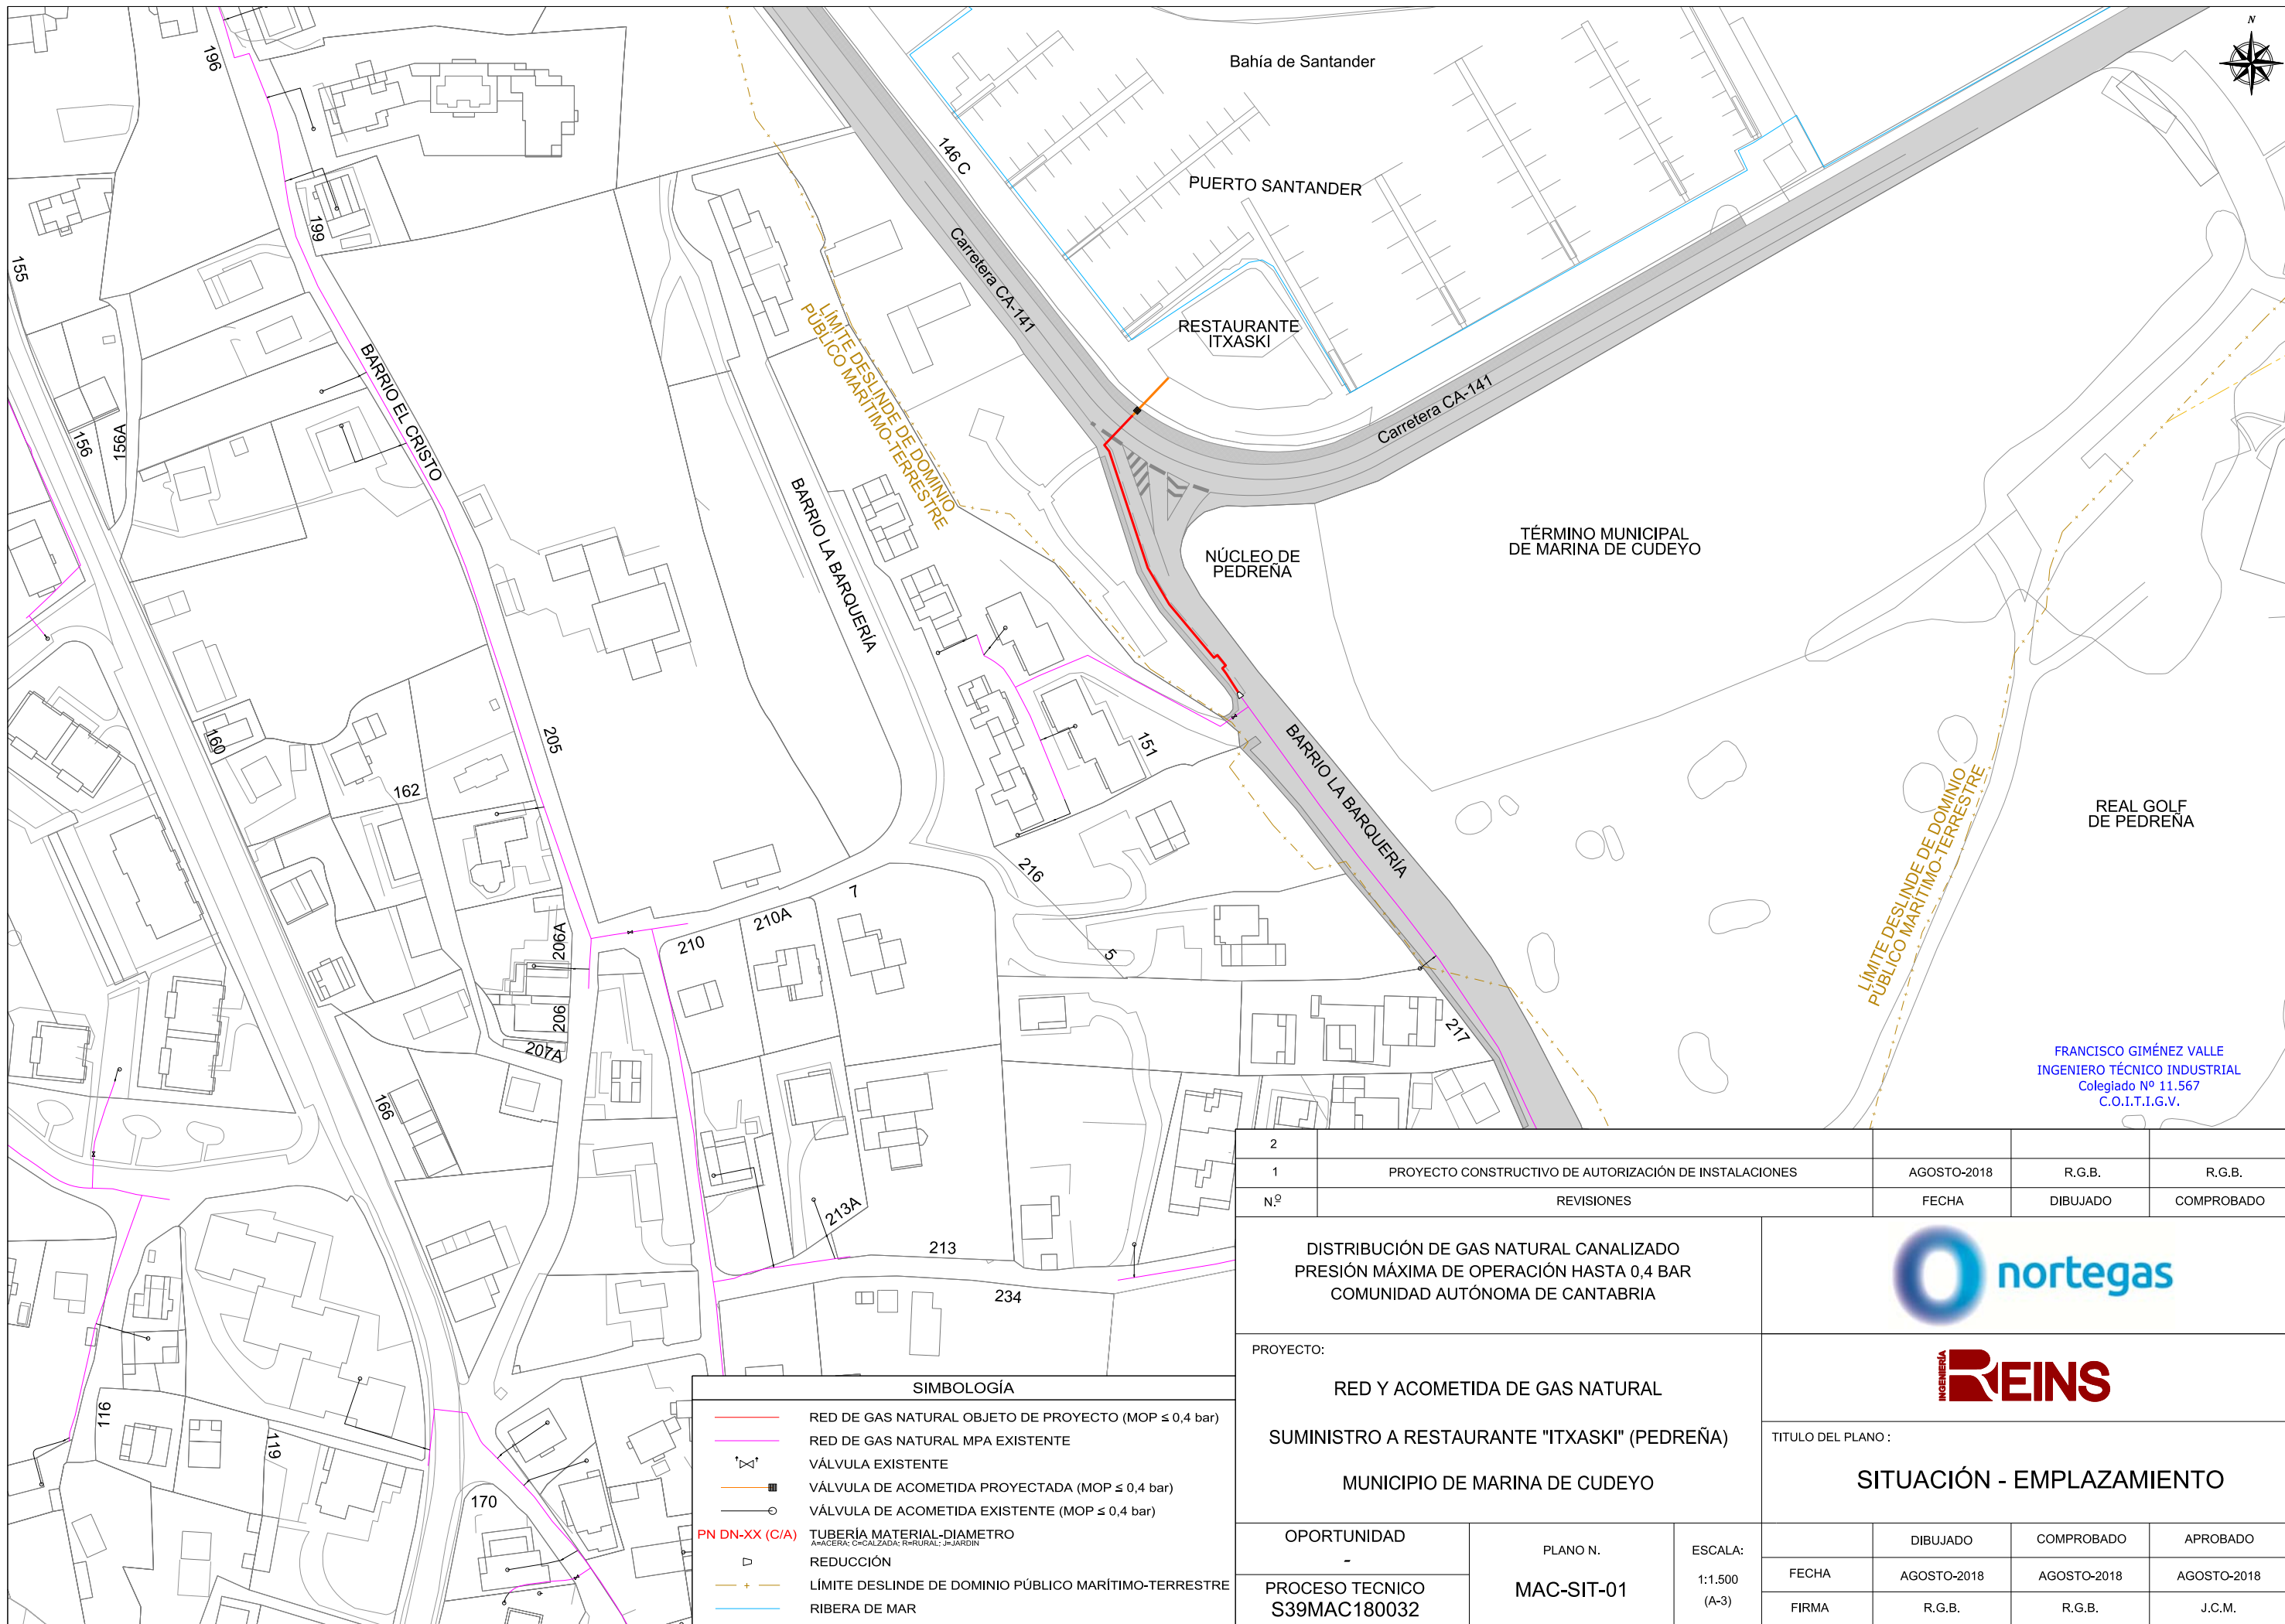 N
Bahía de Santander
196
146 C
PUERTO SANTANDER
199
155
Carretera CA-141
LÍMITE DESLINDE DE DOMINIO
PÚBLICO MARÍTIMO-TERRESTRE
RESTAURANTE
ITXASKI
BARRIO EL CRISTO
Carretera CA-141
156
156A
BARRIO LA BARQUERÍA
NÚCLEO DE
PEDREÑA
TÉRMINO MUNICIPAL
DE MARINA DE CUDEYO
160
205
151
162
BARRIO LA BARQUERÍA
LÍMITE DESLINDE DE DOMINIO
PÚBLICO MARÍTIMO-TERRESTRE
REAL GOLF
DE PEDREÑA
216
7
210A
210
206A
5
206
207A
217
166
213A
213
234
116
119
170
FRANCISCO GIMÉNEZ VALLE
INGENIERO TÉCNICO INDUSTRIAL
Colegiado Nº 11.567
C.O.I.T.I.G.V.
2
1 PROYECTO CONSTRUCTIVO DE AUTORIZACIÓN DE INSTALACIONES AGOSTO-2018 R.G.B. R.G.B.
N.º REVISIONES FECHA DIBUJADO COMPROBADO
DISTRIBUCIÓN DE GAS NATURAL CANALIZADO
PRESIÓN MÁXIMA DE OPERACIÓN HASTA 0,4 BAR
COMUNIDAD AUTÓNOMA DE CANTABRIA
nortegas
PROYECTO:
RED Y ACOMETIDA DE GAS NATURAL
SUMINISTRO A RESTAURANTE "ITXASKI" (PEDREÑA)
MUNICIPIO DE MARINA DE CUDEYO
INGENIERÍA
REINS
TITULO DEL PLANO :
SITUACIÓN - EMPLAZAMIENTO
OPORTUNIDAD
-
PROCESO TECNICO
S39MAC180032
PLANO N.
MAC-SIT-01
ESCALA:
1:1.500
(A-3)
DIBUJADO COMPROBADO APROBADO
FECHA AGOSTO-2018 AGOSTO-2018 AGOSTO-2018
FIRMA R.G.B. R.G.B. J.C.M.
SIMBOLOGÍA
RED DE GAS NATURAL OBJETO DE PROYECTO (MOP ≤ 0,4 bar)
RED DE GAS NATURAL MPA EXISTENTE
VÁLVULA EXISTENTE
VÁLVULA DE ACOMETIDA PROYECTADA (MOP ≤ 0,4 bar)
VÁLVULA DE ACOMETIDA EXISTENTE (MOP ≤ 0,4 bar)
PN DN-XX (C/A) TUBERÍA MATERIAL-DIAMETRO
A=ACERA; C=CALZADA; R=RURAL; J=JARDIN
REDUCCIÓN
LÍMITE DESLINDE DE DOMINIO PÚBLICO MARÍTIMO-TERRESTRE
RIBERA DE MAR